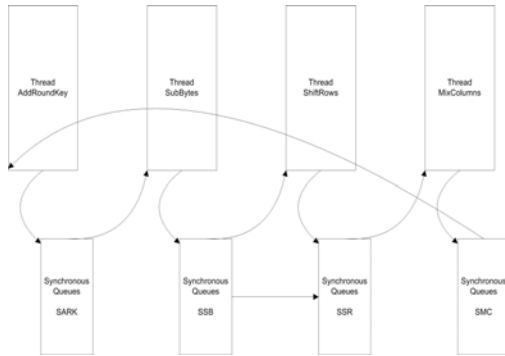 Thread
AddRoundKey
Thread
SubBytes
Thread
ShiftRows
Thread
MixColumns
Synchronous
Queues
SARK
Synchronous
Queues
SSB
Synchronous
Queues
SSR
Synchronous
Queues
SMC